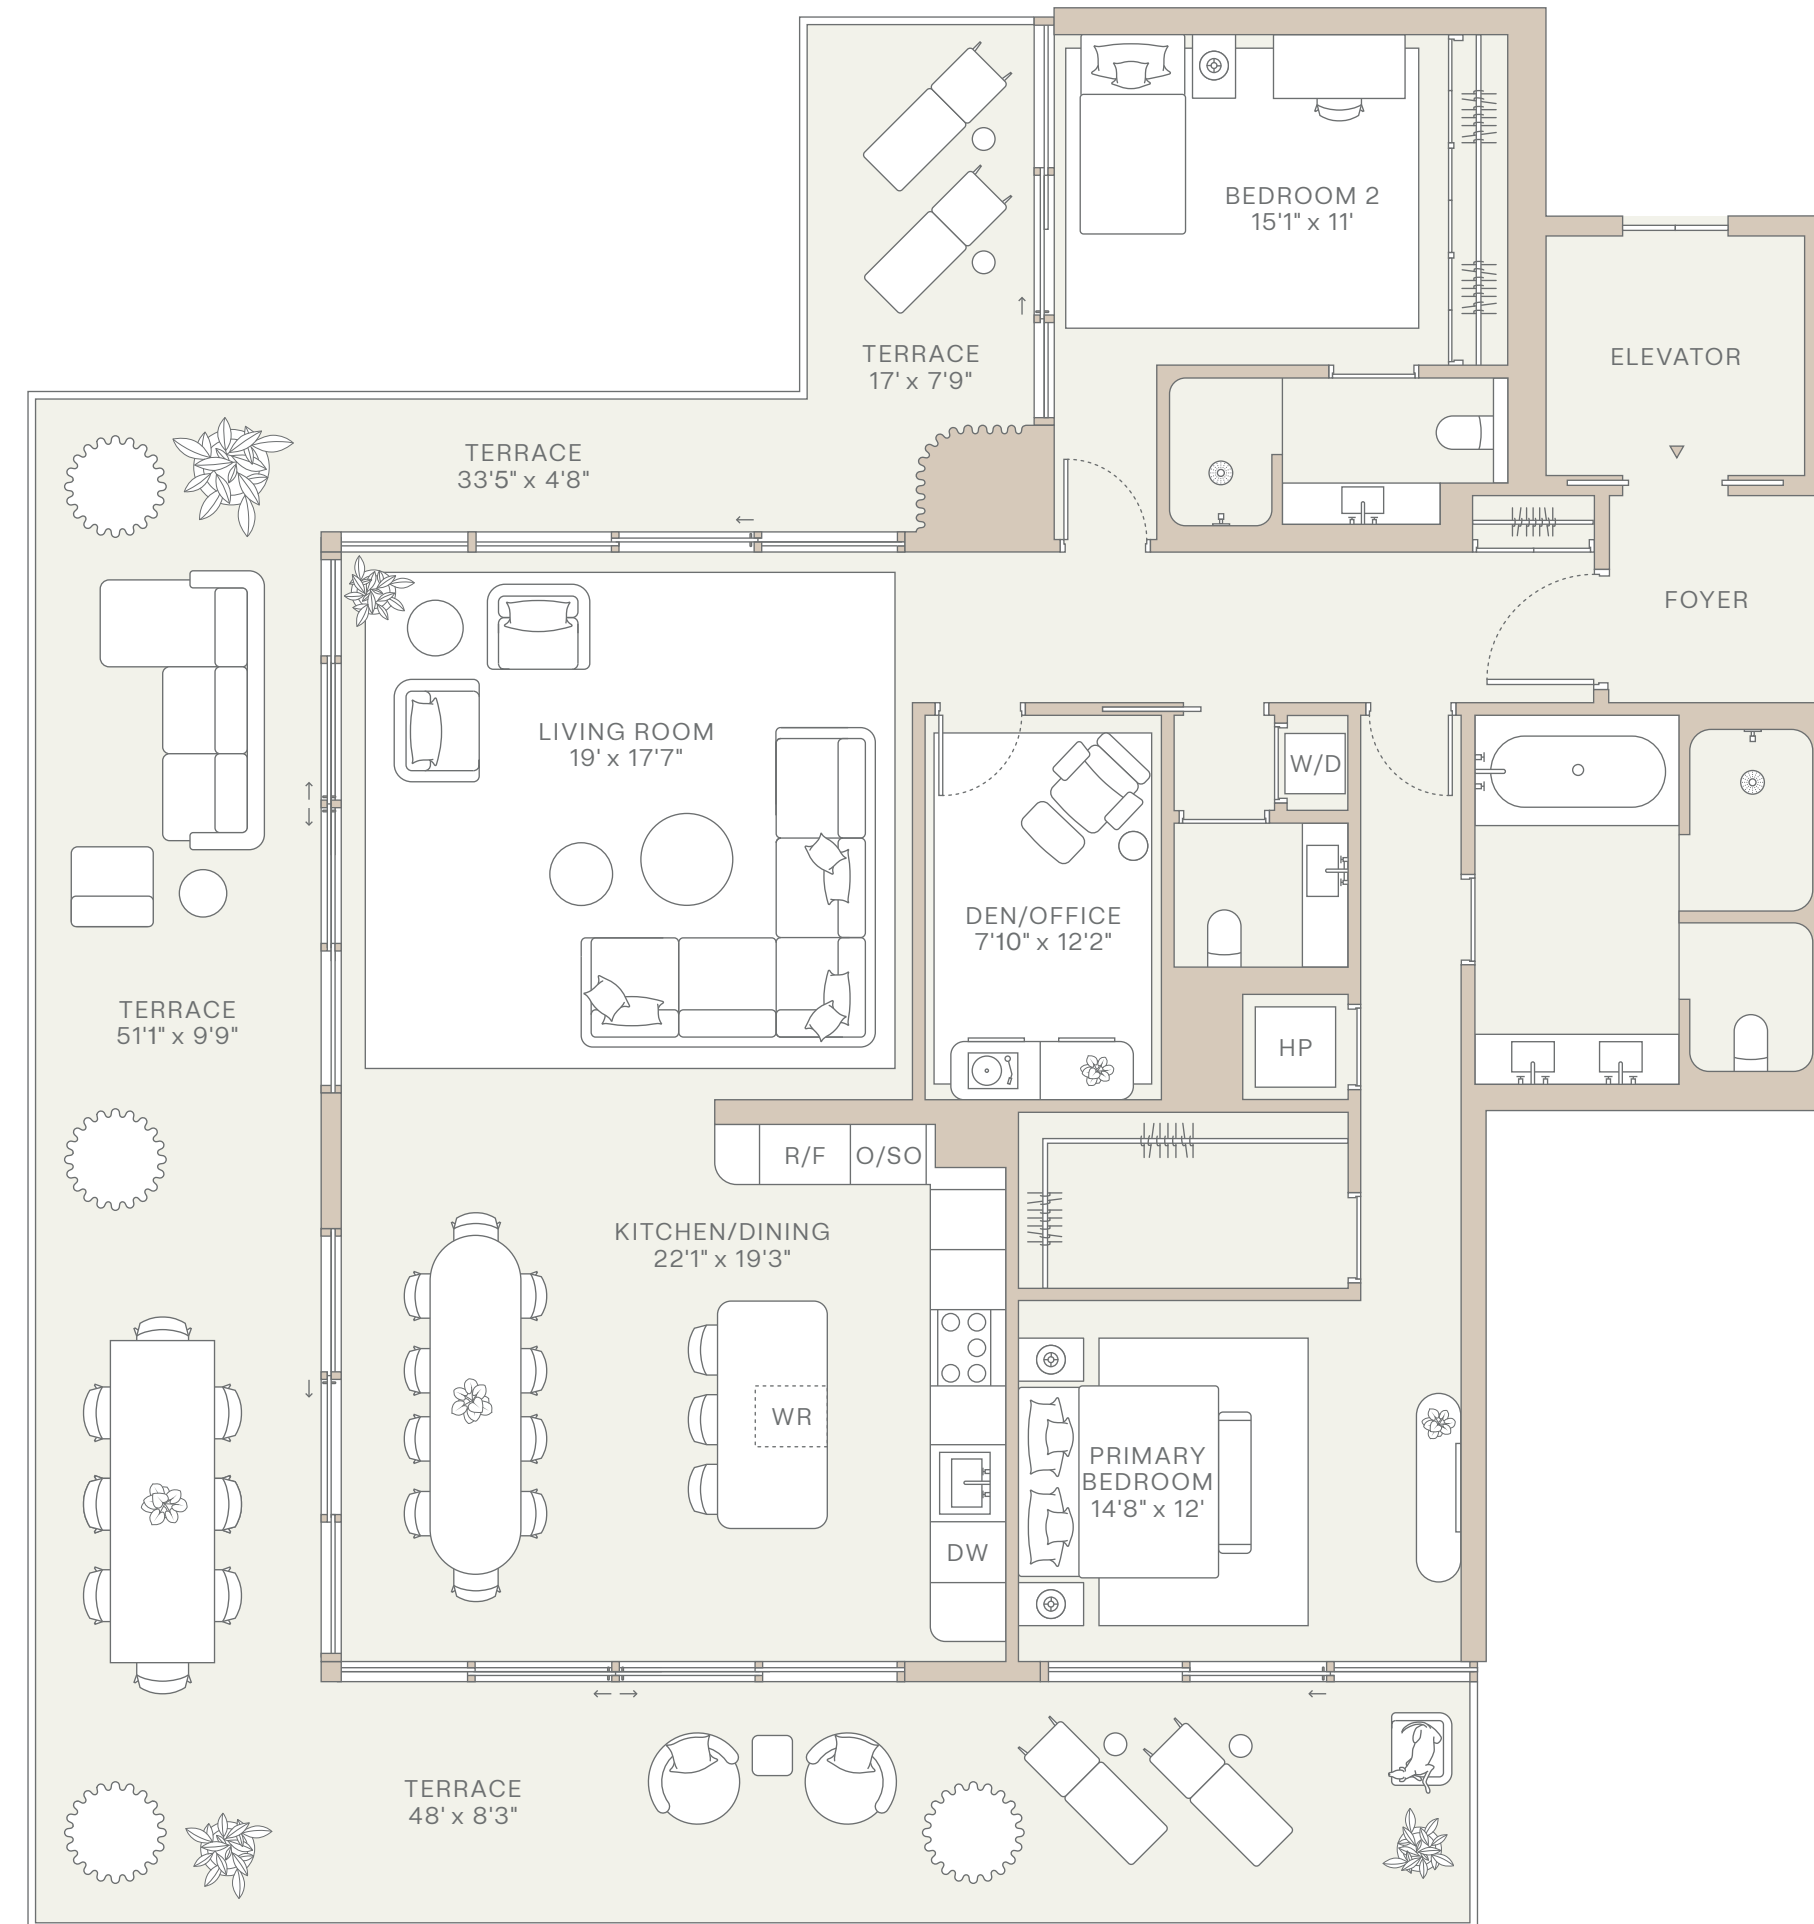 BEDROOM 2
15'1" x 11'
TERRACE
17' x 7'9"
ELEVATOR
TERRACE
33'5" x 4'8"
FOYER
LIVING ROOM
19' x 17'7"
W/D
DEN/OFFICE
7'10" x 12'2"
TERRACE
51'1" x 9'9"
HP
R/F
O/SO
KITCHEN/DINING
22'1" x 19'3"
WR
PRIMARY
BEDROOM
14'8" x 12'
DW
TERRACE
48' x 8'3"